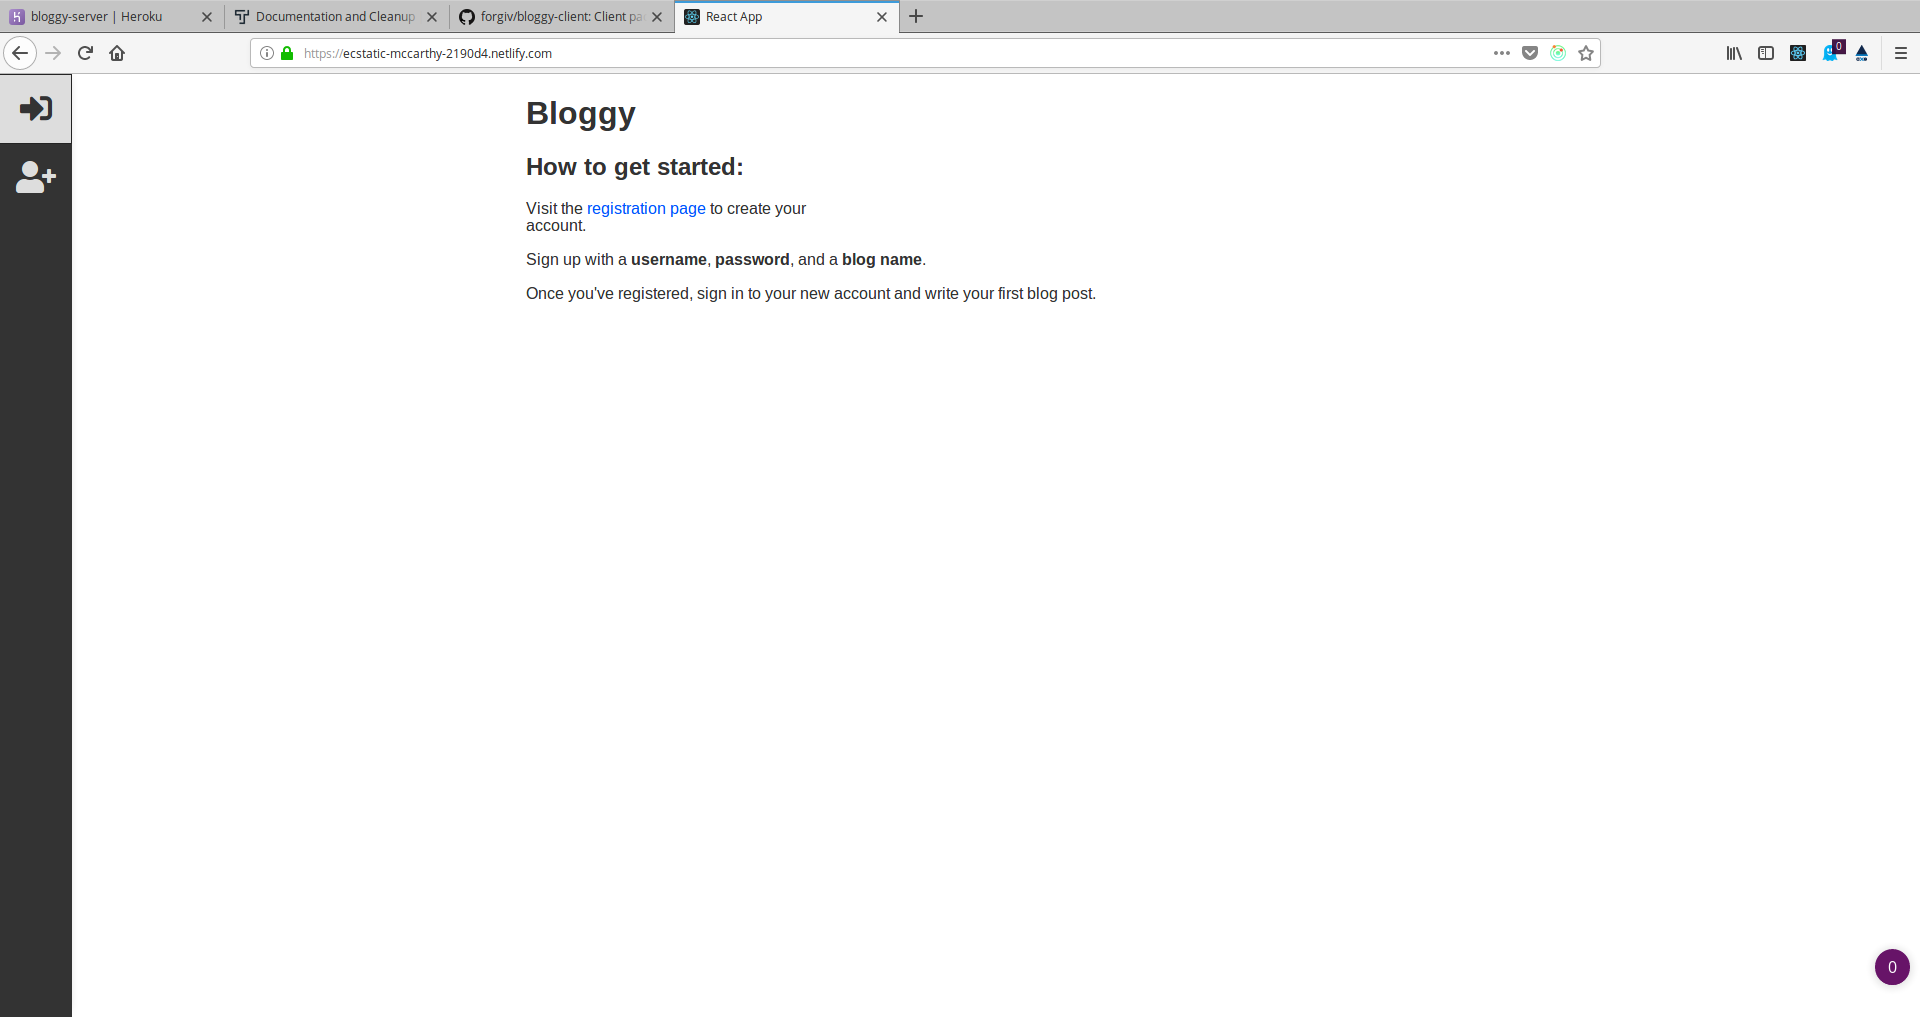 bloggy-server | Heroku
Documentation and Cleanup
forgiv/bloggy-client: Client pa
React App
https://ecstatic-mccarthy-2190d4.netlify.com
0
Bloggy
How to get started:
Visit the registration page to create your
account.
Sign up with a username, password, and a blog name.
Once you've registered, sign in to your new account and write your first blog post.
0